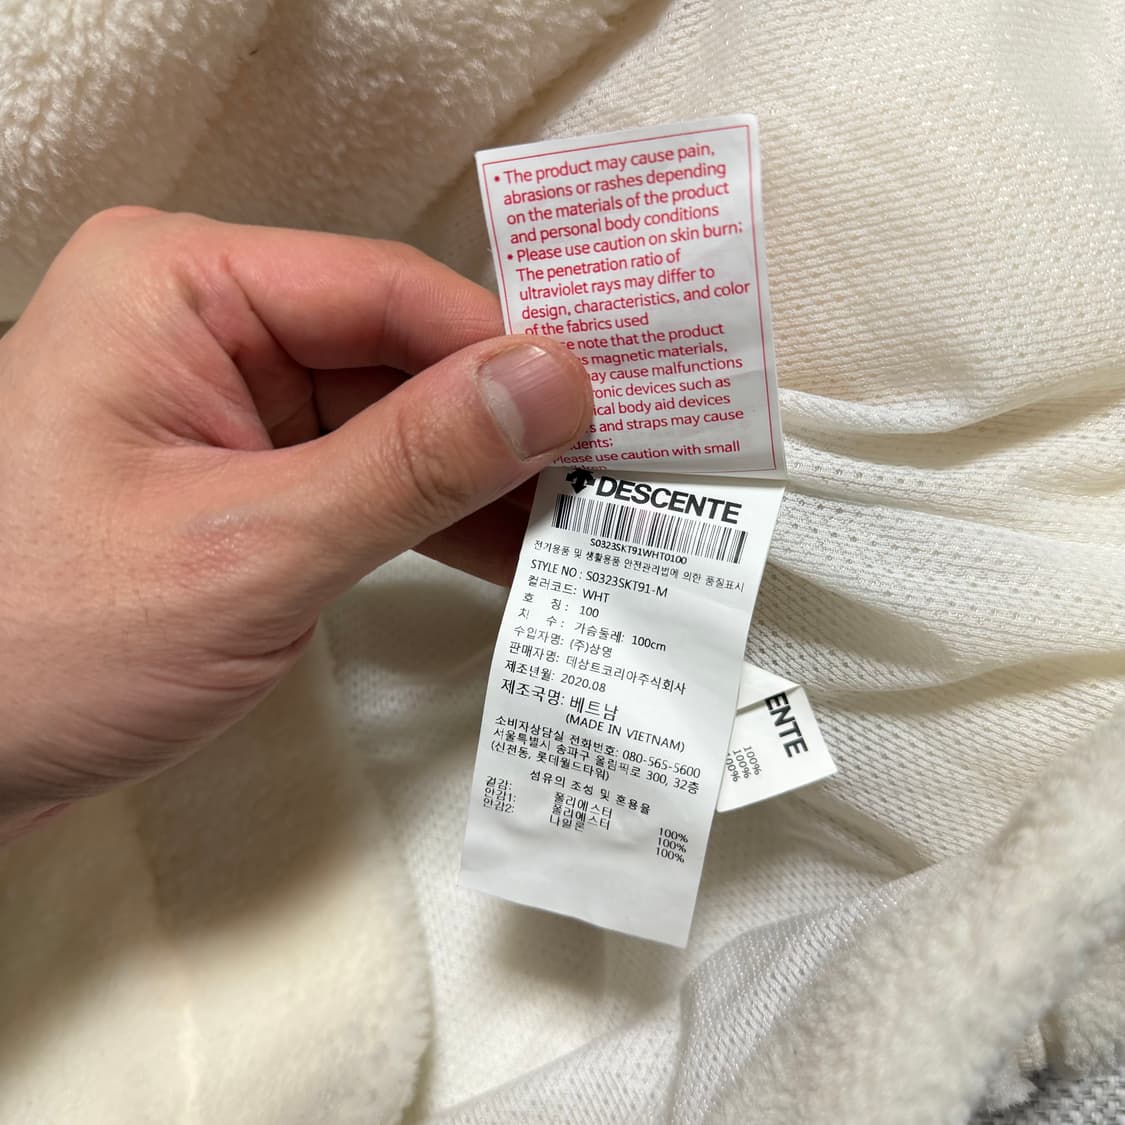 • The product may cause pain,
abrasions or rashes depending
on the materials of the product
and personal body conditions
• Please use caution on skin burn;
The penetration ratio of
ultraviolet rays may differ to
design, characteristics, and color
of the fabrics used
note that the product
magnetic materials,
may cause malfunctions
devices such as
body aid devices
and straps may cause
Please use caution with small
DESCENTE
S0323SKT91WHT0100
전기용품 및 생활용품 안전관리법에 의한 품질표시
STYLE NO : S0323SKT91-M
컬러코드: WHT
호 칭 : 100
치 수 : 가슴둘레: 100cm
수입자명: (주)상영
판매자명: 데상트코리아주식회사
제조년월: 2020.08
제조국명: 베트남
(MADE IN VIETNAM)
소비자상담실 전화번호: 080-565-5600
서울특별시 송파구 올림픽로 300, 32층
(신천동, 롯데월드타워)
섬유의 조성 및 혼용율
겉감: 폴리에스터 100%
안감1: 폴리에스터 100%
안감2: 나일론 100%
ENTE
100%
100%
100%